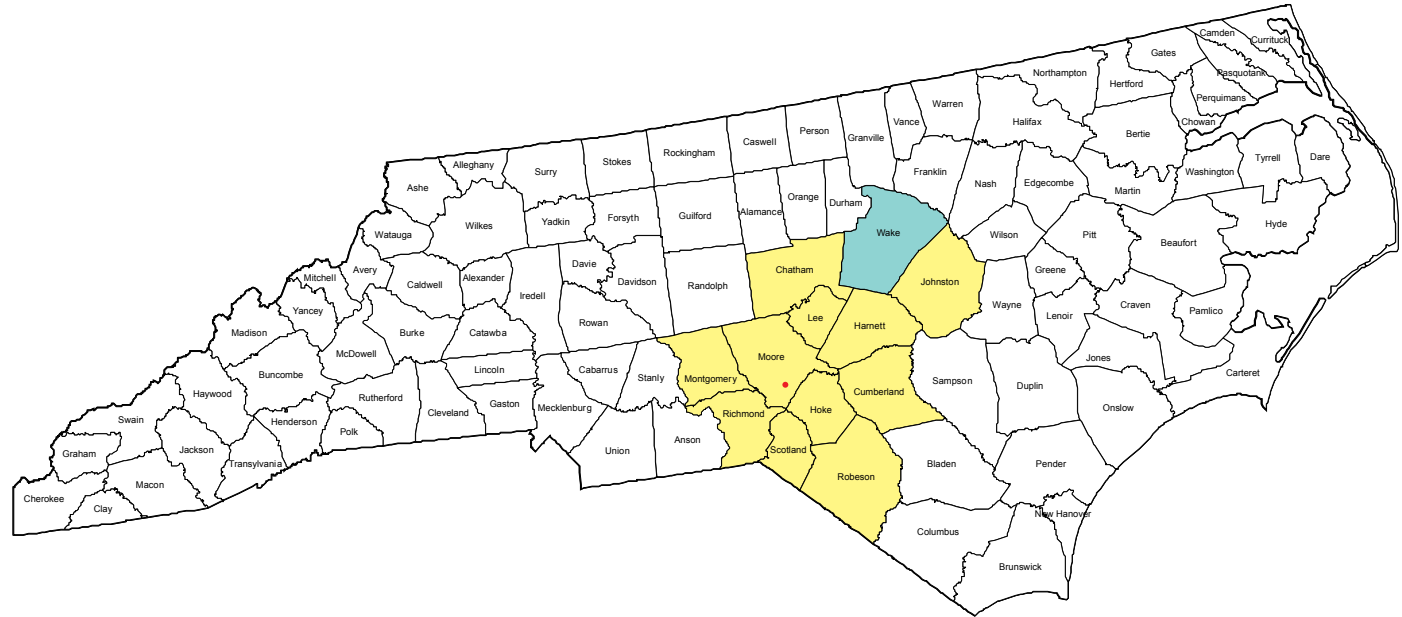 Camden
Currituck
Gates
Pasquotank
Northampton
Hertford
Perquimans
Warren
Halifax
Chowan
Vance
Bertie
Person
Granville
Caswell
Rockingham
Stokes
Alleghany
Surry
Ashe
Franklin
Nash
Edgecombe
Martin
Washington
Tyrrell
Dare
Orange
Durham
Alamance
Guilford
Forsyth
Yadkin
Wilkes
Watauga
Wake
Wilson
Pitt
Beaufort
Hyde
Chatham
Johnston
Greene
Wayne
Lenoir
Craven
Pamlico
Randolph
Davidson
Davie
Iredell
Alexander
Caldwell
Avery
Mitchell
Yancey
Madison
Burke
Catawba
Rowan
Lee
Harnett
Moore
Jones
Carteret
McDowell
Buncombe
Haywood
Lincoln
Cabarrus
Stanly
Montgomery
Cumberland
Sampson
Duplin
Onslow
Rutherford
Cleveland
Gaston
Mecklenburg
Richmond
Hoke
Swain
Henderson
Polk
Jackson
Transylvania
Graham
Macon
Cherokee
Clay
Union
Anson
Scotland
Robeson
Bladen
Pender
New Hanover
Columbus
Brunswick